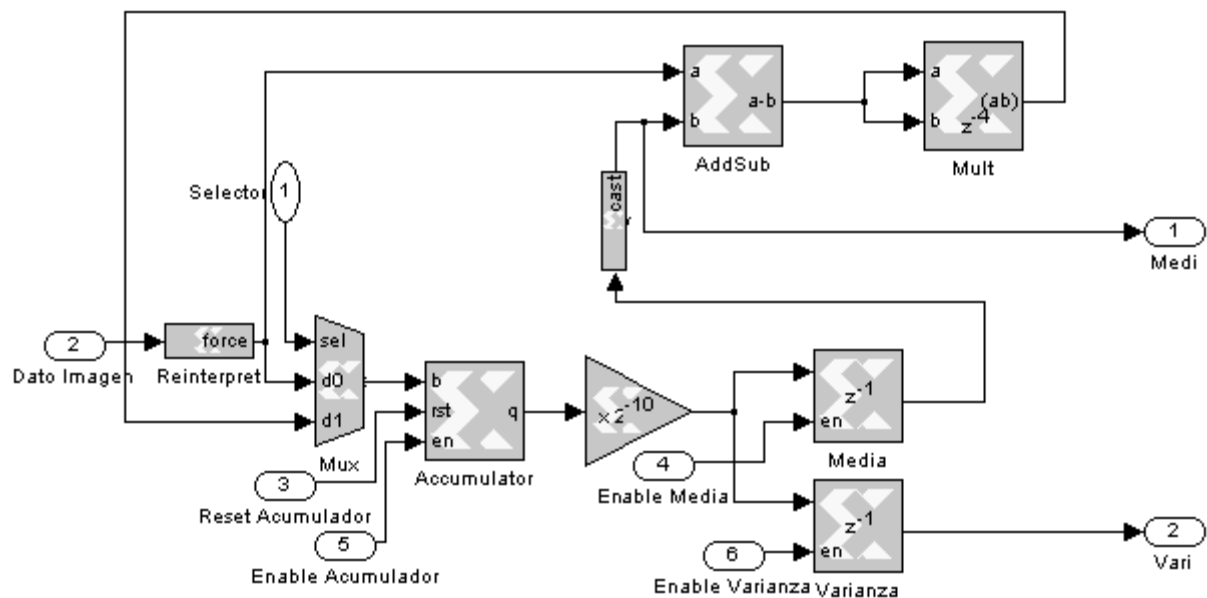 a
b
a-b
AddSub
a
b
(ab)
z-4
Mult
cast
Selector
1
1
Medi
2
Dato Imagen
force
Reinterpret
sel
d0
d1
Mux
b
rst
en
q
Accumulator
x 2-10
z-1
en
Media
4
Enable Media
3
Reset Acumulador
5
Enable Acumulador
z-1
en
Varianza
6
Enable Varianza
2
Vari